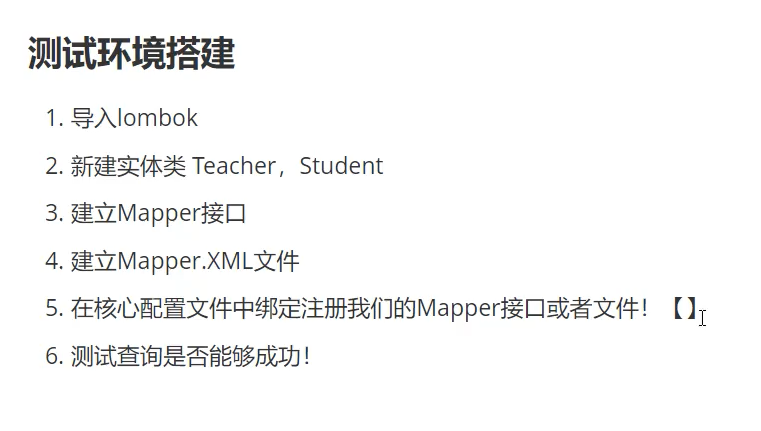 测试环境搭建
1. 导入lombok
2. 新建实体类 Teacher，Student
3. 建立Mapper接口
4. 建立Mapper.XML文件
5. 在核心配置文件中绑定注册我们的Mapper接口或者文件！【】
6. 测试查询是否能够成功！